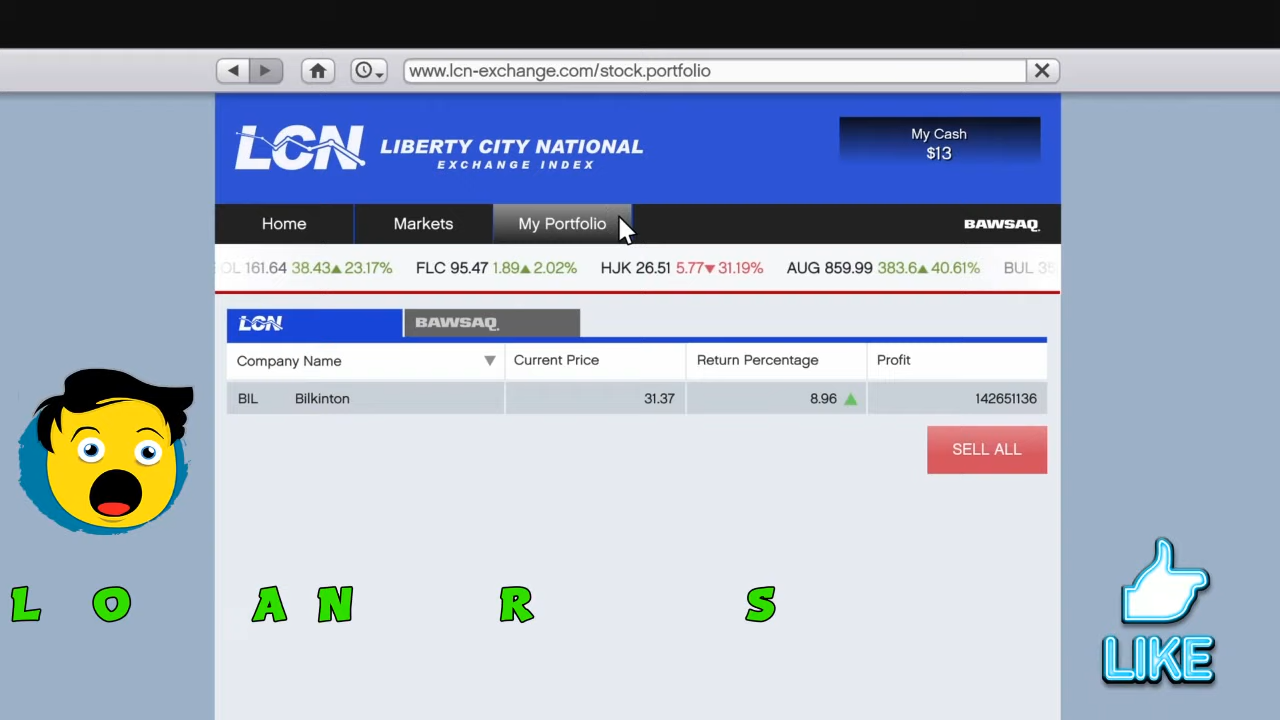 www.lcn-exchange.com/stock.portfolio
LCN LIBERTY CITY NATIONAL
EXCHANGE INDEX
My Cash
$13
Home Markets My Portfolio BAWSAQ
OL 161.64 38.43▲23.17% FLC 95.47 1.89▲2.02% HJK 26.51 5.77▼31.19% AUG 859.99 383.6▲40.61% BUL
LCN BAWSAQ
Company Name ▼ Current Price Return Percentage Profit
BIL Bilkinton 31.37 8.96 ▲ 142651136
SELL ALL
L O A N R S
LIKE